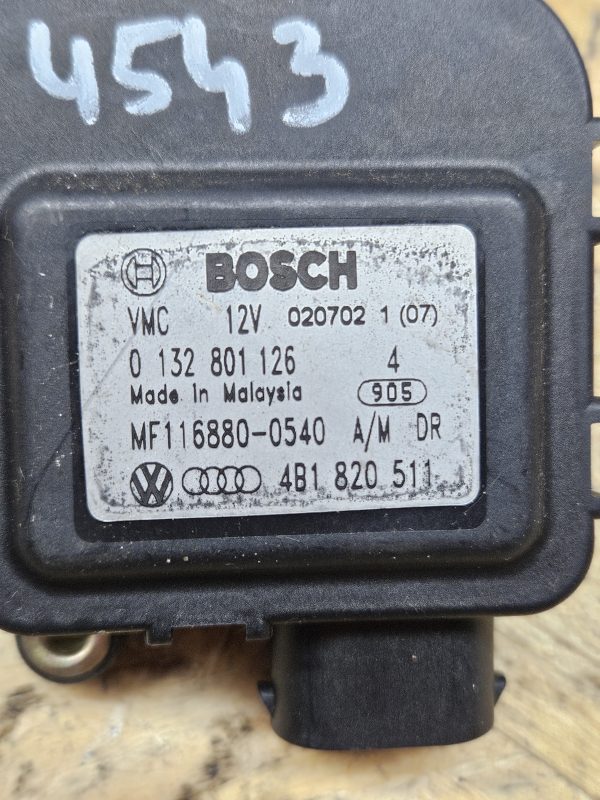 4543
BOSCH
VMC 12V 020702 1 (07)
0 132 801 126 4
Made in Malaysia 905
MF116880-0540 A/M DR
4B1 820 511